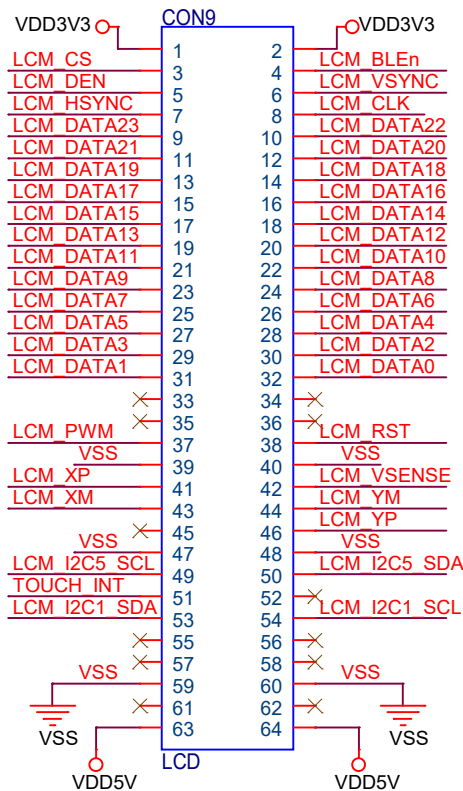 CON9
VDD3V3 VDD3V3
1 2
LCM_CS 3 4 LCM_BLEn
LCM_DEN 5 6 LCM_VSYNC
LCM_HSYNC 7 8 LCM_CLK
LCM_DATA23 9 10 LCM_DATA22
LCM_DATA21 11 12 LCM_DATA20
LCM_DATA19 13 14 LCM_DATA18
LCM_DATA17 15 16 LCM_DATA16
LCM_DATA15 17 18 LCM_DATA14
LCM_DATA13 19 20 LCM_DATA12
LCM_DATA11 21 22 LCM_DATA10
LCM_DATA9 23 24 LCM_DATA8
LCM_DATA7 25 26 LCM_DATA6
LCM_DATA5 27 28 LCM_DATA4
LCM_DATA3 29 30 LCM_DATA2
LCM_DATA1 31 32 LCM_DATA0
33 34
35 36
LCM_PWM 37 38 LCM_RST
VSS 39 40 VSS
LCM_XP 41 42 LCM_VSENSE
LCM_XM 43 44 LCM_YM
45 46 LCM_YP
VSS 47 48 VSS
LCM_I2C5_SCL 49 50 LCM_I2C5_SDA
TOUCH_INT 51 52
LCM_I2C1_SDA 53 54 LCM_I2C1_SCL
55 56
57 58
VSS 59 60 VSS
61 62
VSS VSS
63 64
LCD
VDD5V VDD5V